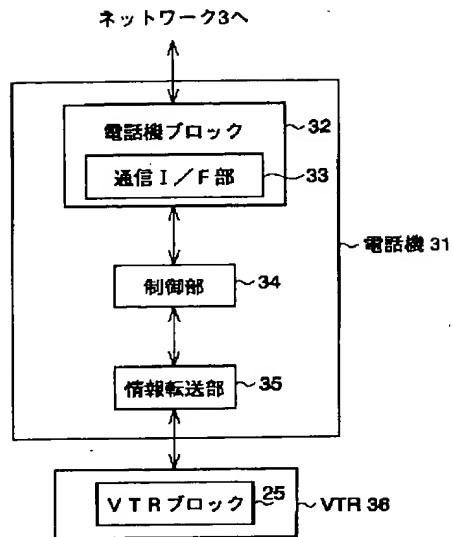 ネットワーク3へ
電話機ブロック 32
通信I/F部 33
電話機 31
制御部 34
情報転送部 35
VTRブロック 25
VTR 36